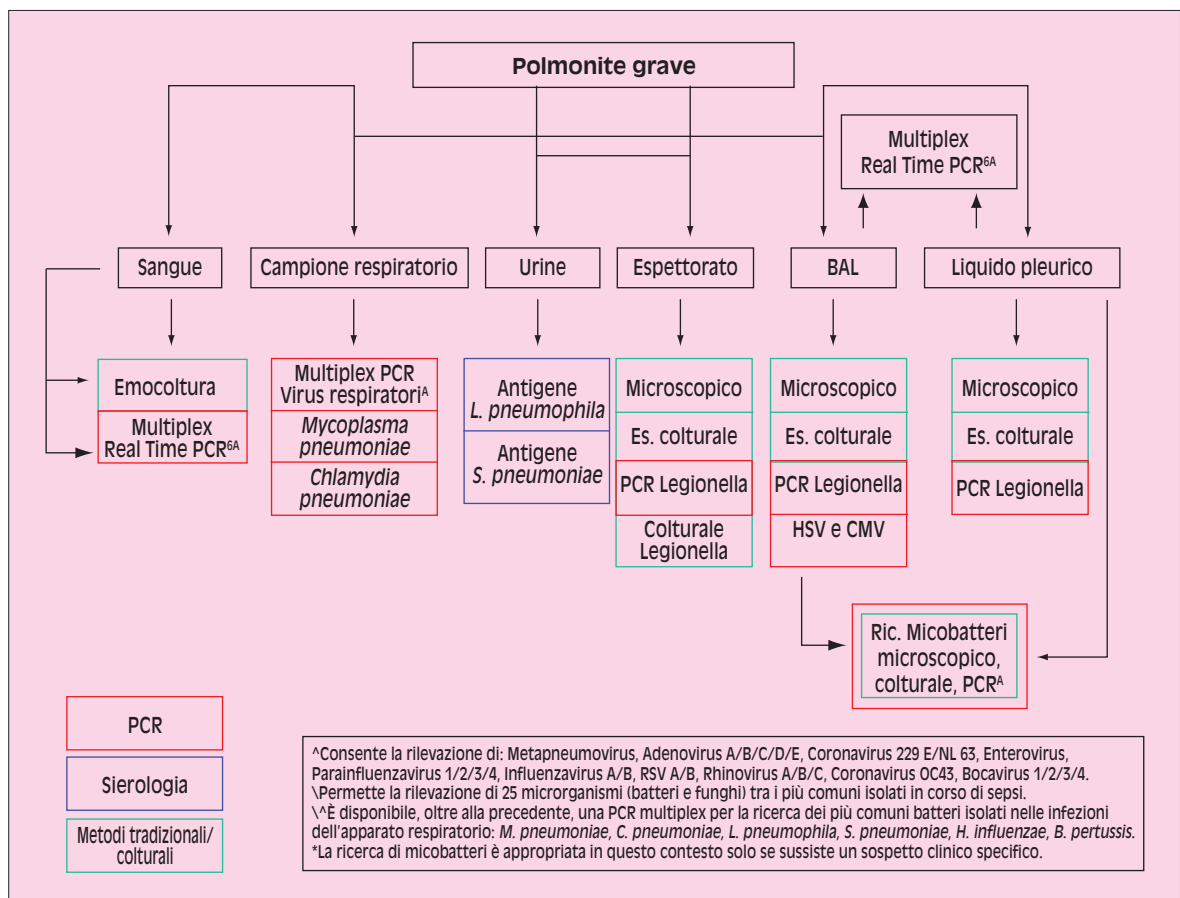 Polmonite grave
Multiplex
Real Time PCR⁶ᴬ
Sangue
Campione respiratorio
Urine
Espettorato
BAL
Liquido pleurico
Emocoltura
Multiplex
Real Time PCR⁶ᴬ
Multiplex PCR
Virus respiratoriᴬ
Mycoplasma
pneumoniae
Chlamydia
pneumoniae
Antigene
L. pneumophila
Antigene
S. pneumoniae
Microscopico
Es. colturale
PCR Legionella
Colturale
Legionella
Microscopico
Es. colturale
PCR Legionella
HSV e CMV
Microscopico
Es. colturale
PCR Legionella
Ric. Micobatteri
microscopico,
colturale, PCRᴬ
PCR
Sierologia
Metodi tradizionali/
colturali
^Consente la rilevazione di: Metapneumovirus, Adenovirus A/B/C/D/E, Coronavirus 229 E/NL 63, Enterovirus,
Parainfluenzavirus 1/2/3/4, Influenzavirus A/B, RSV A/B, Rhinovirus A/B/C, Coronavirus OC43, Bocavirus 1/2/3/4.
\Permette la rilevazione di 25 microrganismi (batteri e funghi) tra i più comuni isolati in corso di sepsi.
\^È disponibile, oltre alla precedente, una PCR multiplex per la ricerca dei più comuni batteri isolati nelle infezioni
dell'apparato respiratorio: M. pneumoniae, C. pneumoniae, L. pneumophila, S. pneumoniae, H. influenzae, B. pertussis.
*La ricerca di micobatteri è appropriata in questo contesto solo se sussiste un sospetto clinico specifico.